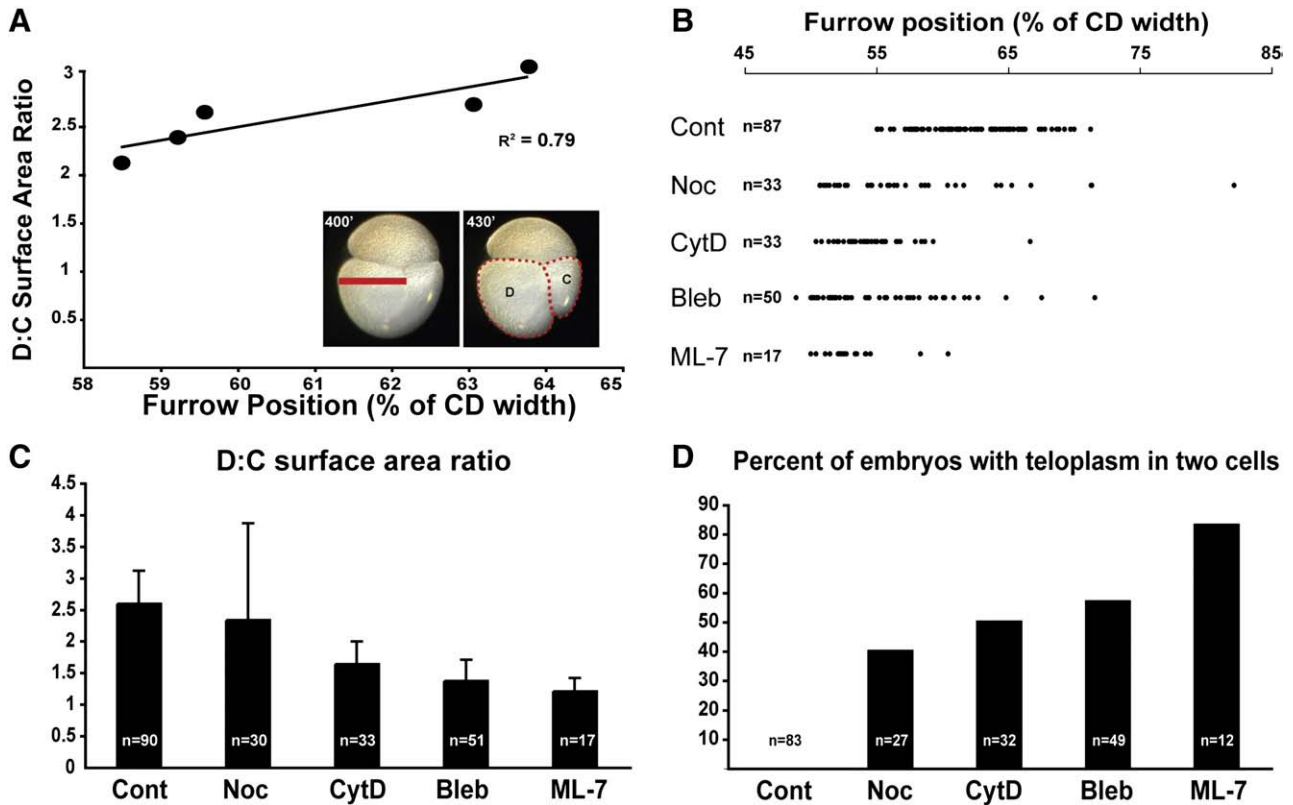 A
D:C Surface Area Ratio
3
2.5
2
1.5
1
0.5
R² = 0.79
400'
430'
D
C
58 59 60 61 62 63 64 65
Furrow Position (% of CD width)
B
Furrow position (% of CD width)
45 55 65 75 85
Cont n=87
Noc n=33
CytD n=33
Bleb n=50
ML-7 n=17
C
D:C surface area ratio
4.5
4
3.5
3
2.5
2
1.5
1
0.5
0
n=90 n=30 n=33 n=51 n=17
Cont Noc CytD Bleb ML-7
D
Percent of embryos with teloplasm in two cells
90
80
70
60
50
40
30
20
10
n=83 n=27 n=32 n=49 n=12
Cont Noc CytD Bleb ML-7